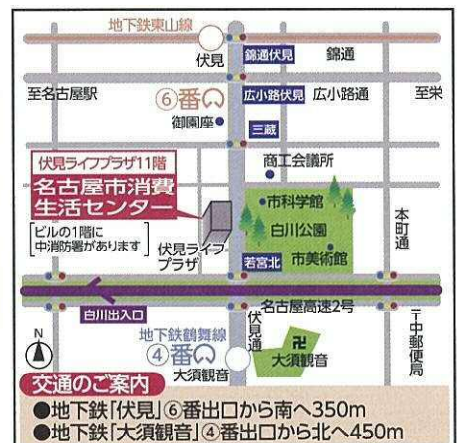 地下鉄東山線
伏見
錦通伏見
錦通
至名古屋駅
⑥番
広小路伏見
広小路通
至栄
御園座
三蔵
伏見ライフプラザ11階
名古屋市消費
生活センター
ビルの1階に
中消防署があります
商工会議所
市科学館
白川公園
市美術館
本町通
伏見ライフ
プラザ
若宮北
白川出入口
名古屋高速2号
伏見通
地下鉄鶴舞線
④番
大須観音
卍
大須観音
〒中郵便局
N
交通のご案内
●地下鉄「伏見」⑥番出口から南へ350m
●地下鉄「大須観音」④番出口から北へ450m